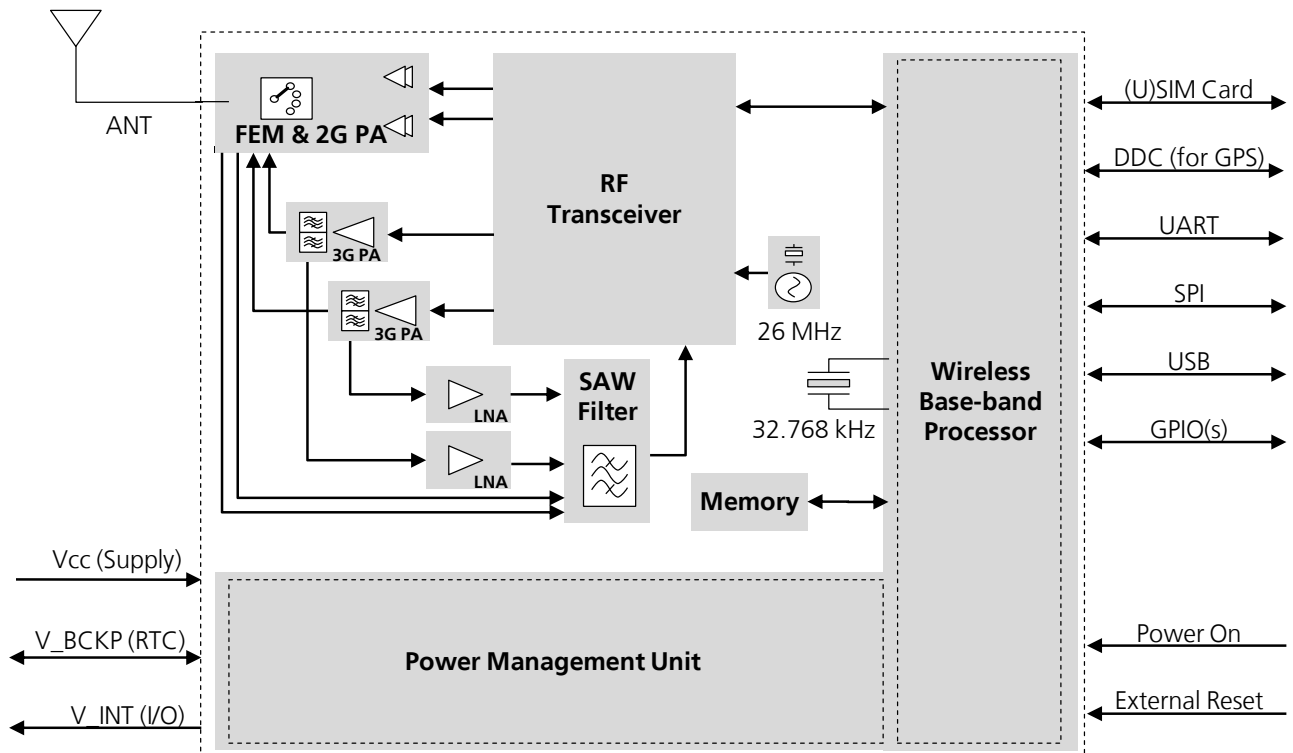 ANT
FEM & 2G PA
RF
Transceiver
3G PA
3G PA
26 MHz
32.768 kHz
LNA
LNA
SAW
Filter
Memory
Wireless
Base-band
Processor
Power Management Unit
(U)SIM Card
DDC (for GPS)
UART
SPI
USB
GPIO(s)
Power On
External Reset
Vcc (Supply)
V_BCKP (RTC)
V_INT (I/O)